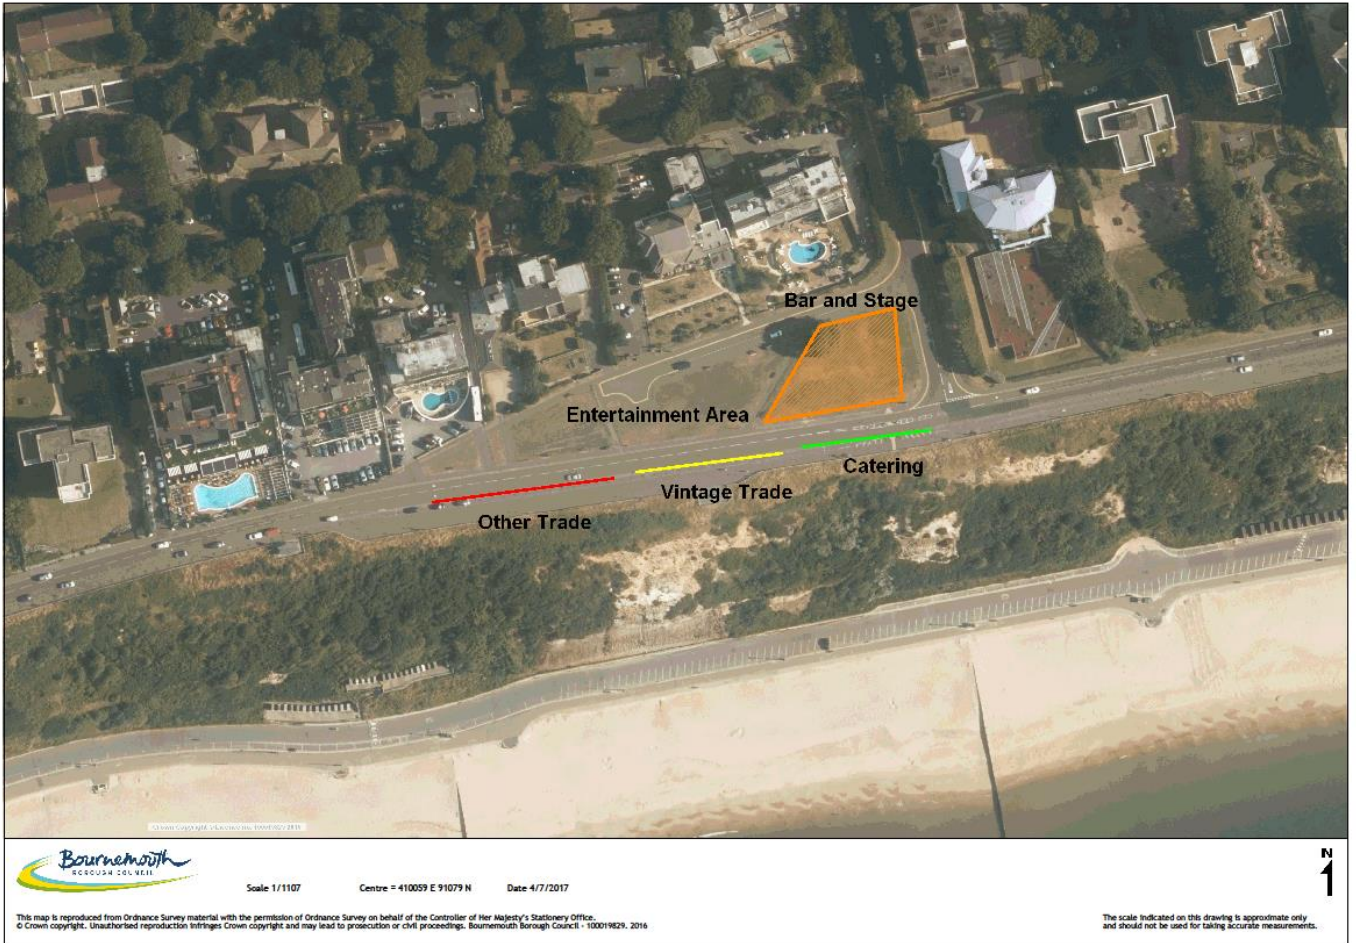 Bar and Stage
Entertainment Area
Catering
Vintage Trade
Other Trade
Crown copyright
Bournemouth
BOROUGH COUNCIL
Scale 1/1107 Centre = 410059 E 91079 N Date 4/7/2017
N
This map is reproduced from Ordnance Survey material with the permission of Ordnance Survey on behalf of the Controller of Her Majesty's Stationery Office.
© Crown copyright. Unauthorised reproduction infringes Crown copyright and may lead to prosecution or civil proceedings. Bournemouth Borough Council - 100019829. 2016
The scale indicated on this drawing is approximate only
and should not be used for taking accurate measurements.